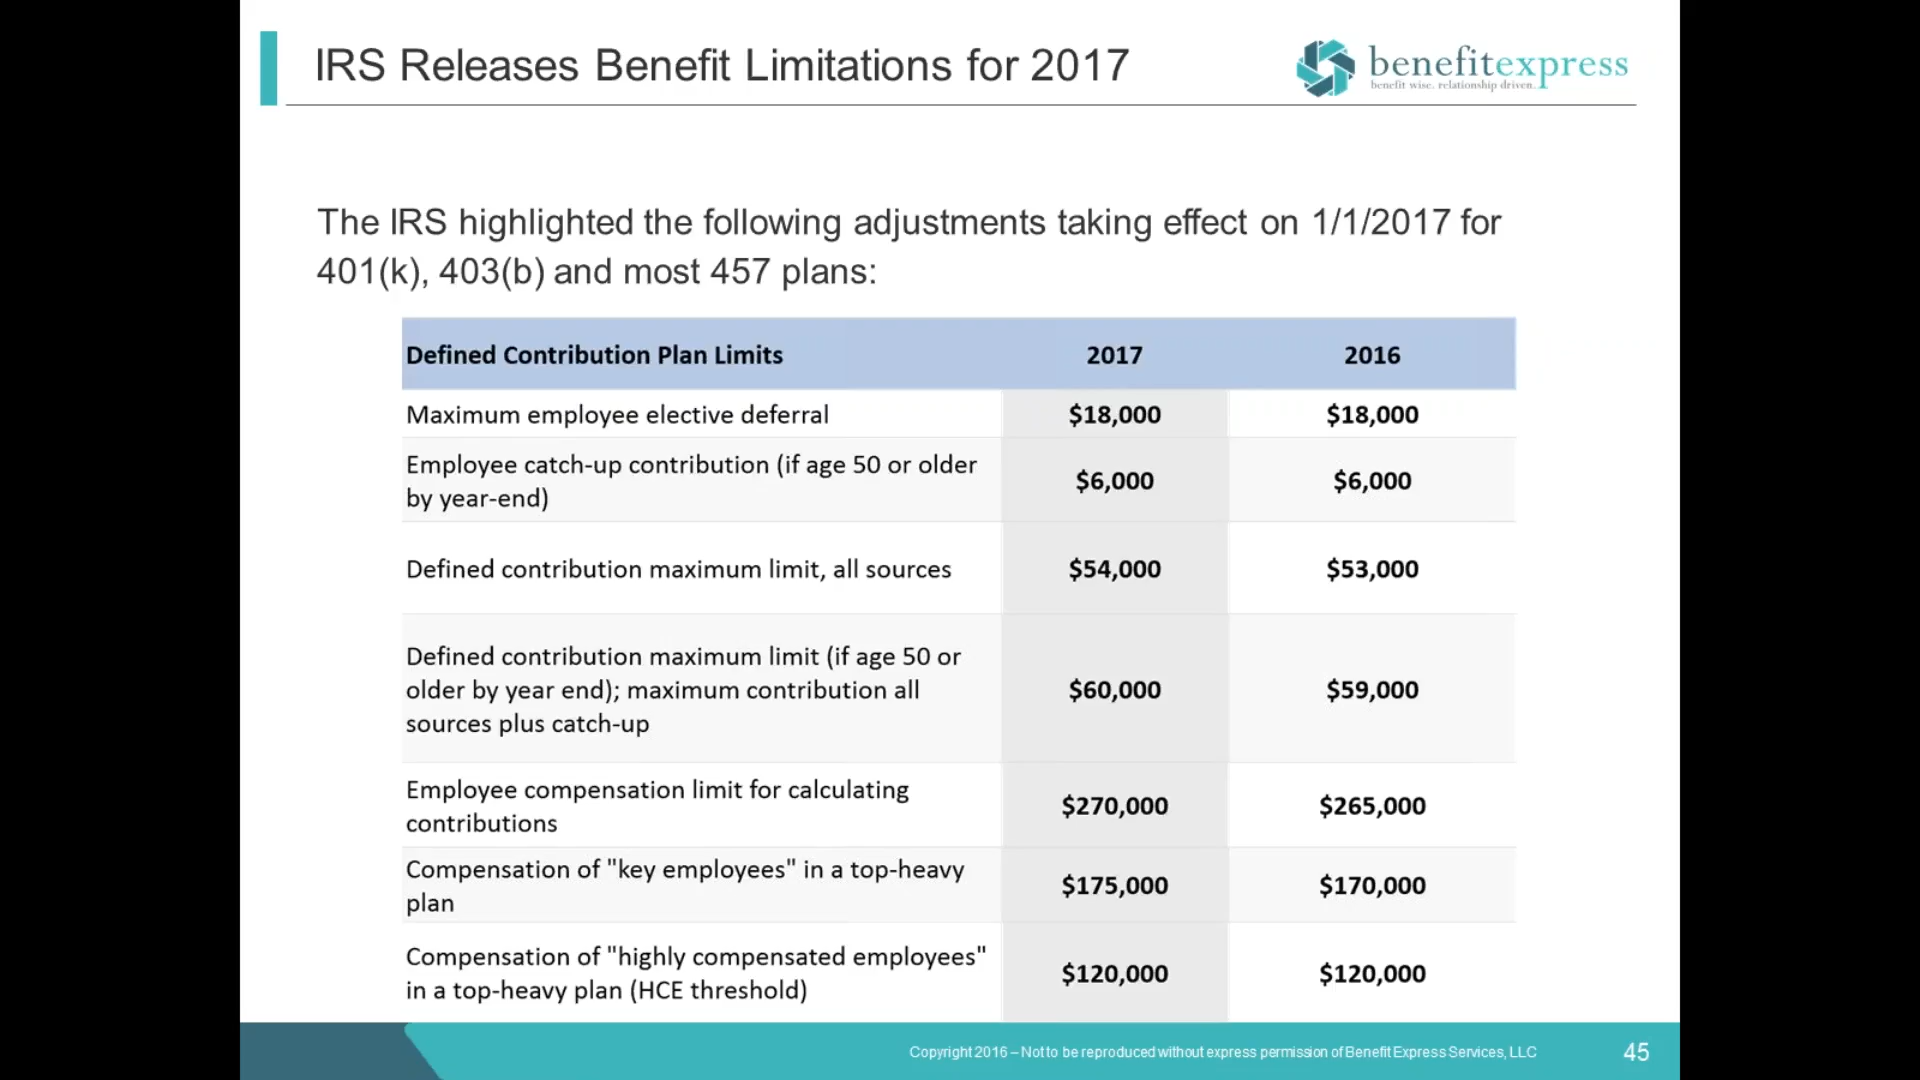 IRS Releases Benefit Limitations for 2017
benefitexpress
benefit wise. relationship driven.
The IRS highlighted the following adjustments taking effect on 1/1/2017 for
401(k), 403(b) and most 457 plans:
Defined Contribution Plan Limits 2017 2016
Maximum employee elective deferral $18,000 $18,000
Employee catch-up contribution (if age 50 or older
by year-end) $6,000 $6,000
Defined contribution maximum limit, all sources $54,000 $53,000
Defined contribution maximum limit (if age 50 or
older by year end); maximum contribution all
sources plus catch-up $60,000 $59,000
Employee compensation limit for calculating
contributions $270,000 $265,000
Compensation of "key employees" in a top-heavy
plan $175,000 $170,000
Compensation of "highly compensated employees"
in a top-heavy plan (HCE threshold) $120,000 $120,000
Copyright 2016 – Not to be reproduced without express permission of Benefit Express Services, LLC 45